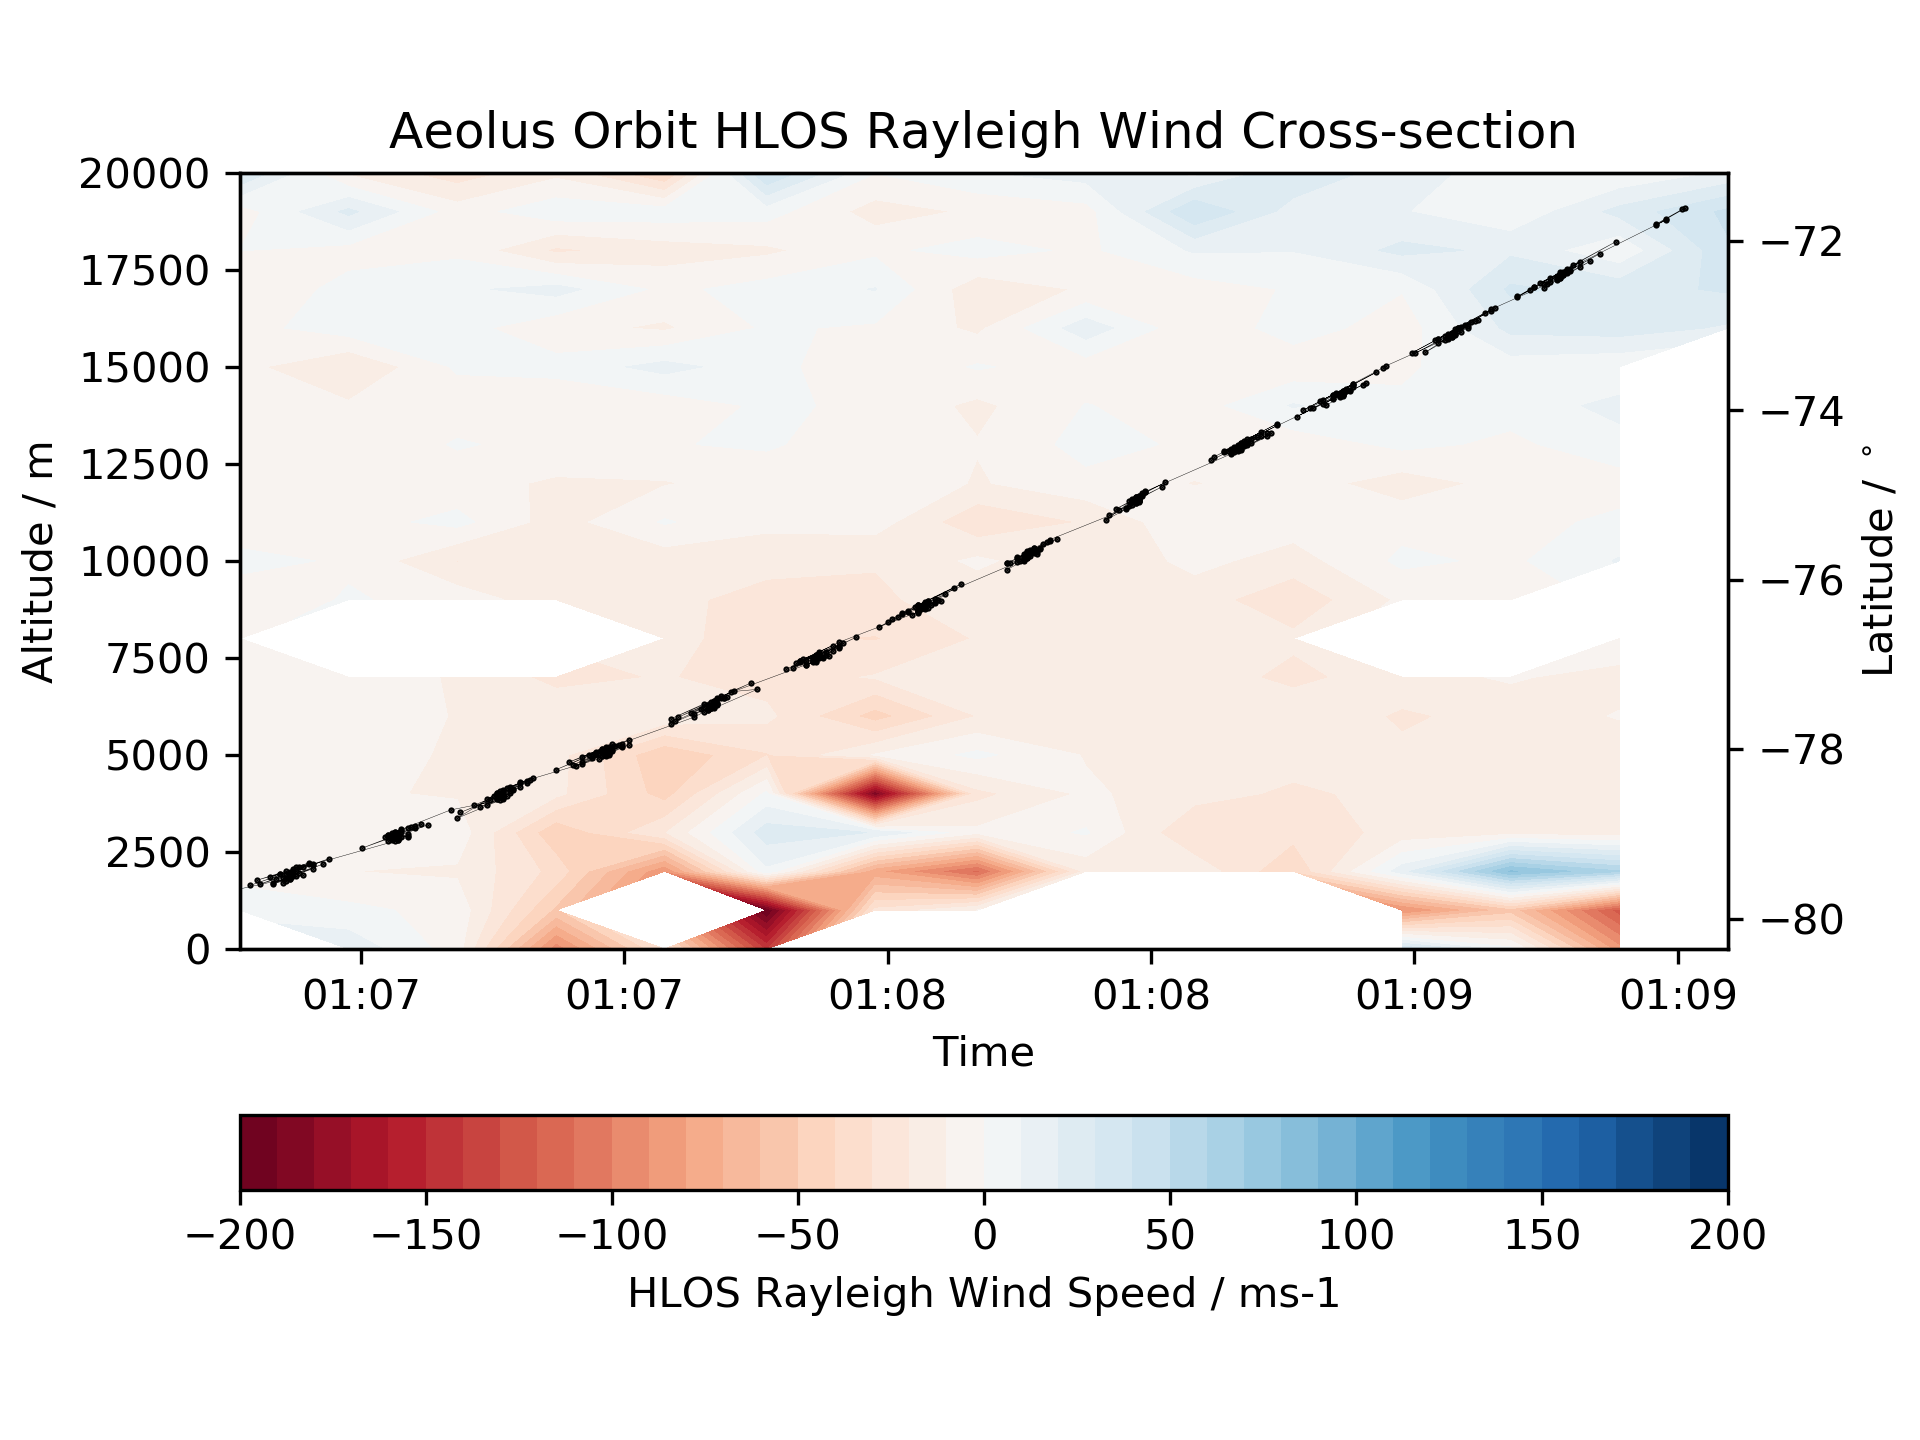 Aeolus Orbit HLOS Rayleigh Wind Cross-section
20000
17500
15000
12500
10000
7500
5000
2500
0
Altitude / m
−72
−74
−76
−78
−80
Latitude / °
01:07 01:07 01:08 01:08 01:09 01:09
Time
−200 −150 −100 −50 0 50 100 150 200
HLOS Rayleigh Wind Speed / ms-1